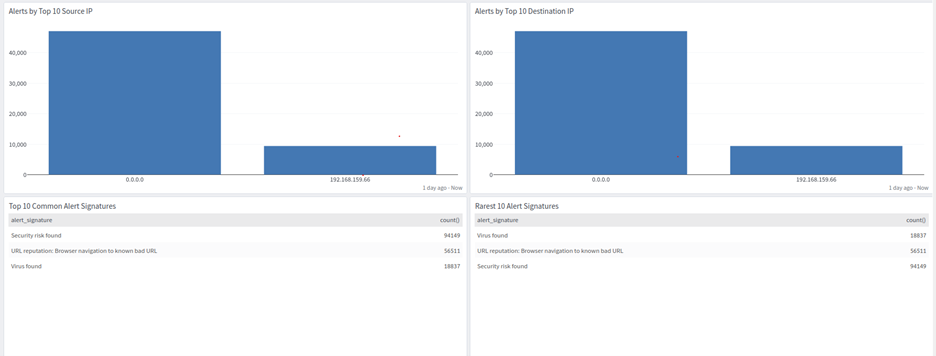 Alerts by Top 10 Source IP
40,000
30,000
20,000
10,000
0
0.0.0.0 192.168.159.66
1 day ago - Now
Alerts by Top 10 Destination IP
40,000
30,000
20,000
10,000
0
0.0.0.0 192.168.159.66
1 day ago - Now
Top 10 Common Alert Signatures
alert_signature count()
Security risk found 94149
URL reputation: Browser navigation to known bad URL 56511
Virus found 18837
Rarest 10 Alert Signatures
alert_signature count()
Virus found 18837
URL reputation: Browser navigation to known bad URL 56511
Security risk found 94149